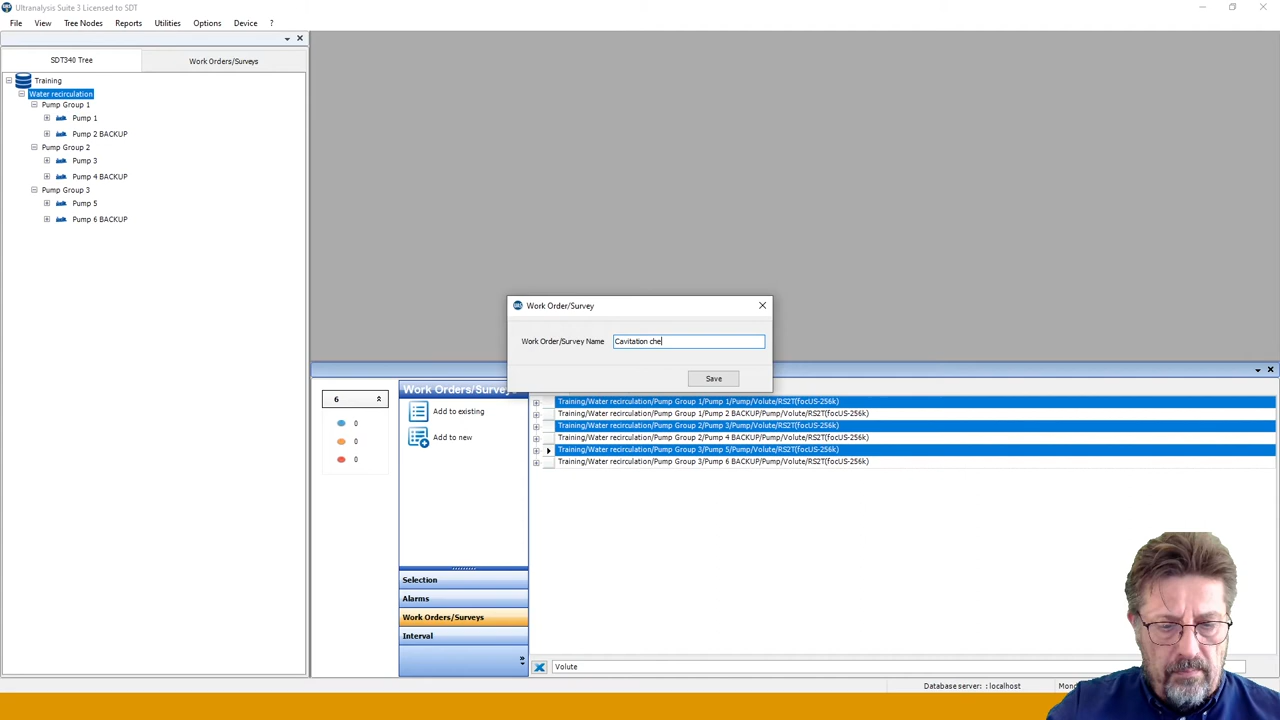 Ultranalysis Suite 3 Licensed to SDT
File View Tree Nodes Reports Utilities Options Device ?
SDT340 Tree
Work Orders/Surveys
Training
Water recirculation
Pump Group 1
Pump 1
Pump 2 BACKUP
Pump Group 2
Pump 3
Pump 4 BACKUP
Pump Group 3
Pump 5
Pump 6 BACKUP
Work Order/Survey
Work Order/Survey Name Cavitation che
Save
6
0
0
0
Work Orders/Surveys
Add to existing
Add to new
Selection
Alarms
Work Orders/Surveys
Interval
Training/Water recirculation/Pump Group 1/Pump 1/Pump/Volute/RS2T(focUS-256k)
Training/Water recirculation/Pump Group 1/Pump 2 BACKUP/Pump/Volute/RS2T(focUS-256k)
Training/Water recirculation/Pump Group 2/Pump 3/Pump/Volute/RS2T(focUS-256k)
Training/Water recirculation/Pump Group 2/Pump 4 BACKUP/Pump/Volute/RS2T(focUS-256k)
Training/Water recirculation/Pump Group 3/Pump 5/Pump/Volute/RS2T(focUS-256k)
Training/Water recirculation/Pump Group 3/Pump 6 BACKUP/Pump/Volute/RS2T(focUS-256k)
Volute
Database server: : localhost